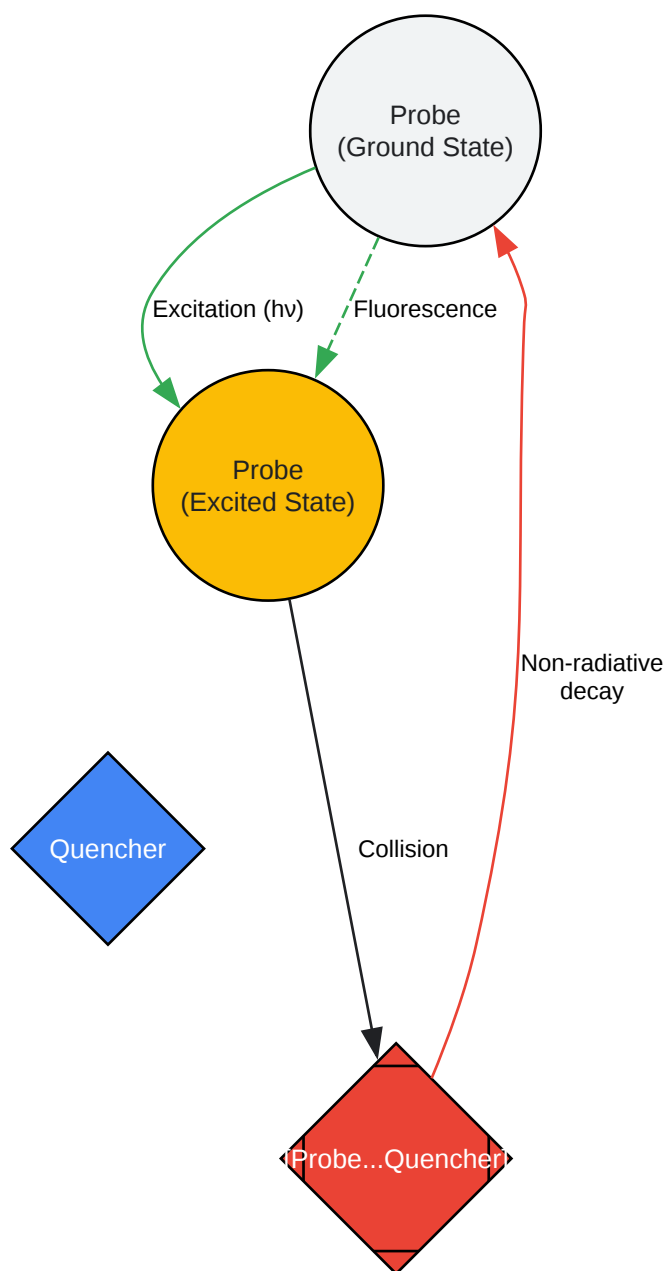 Probe
(Ground State)
Excitation (hν)
Fluorescence
Probe
(Excited State)
Non-radiative
decay
Quencher
Collision
[Probe...Quencher]